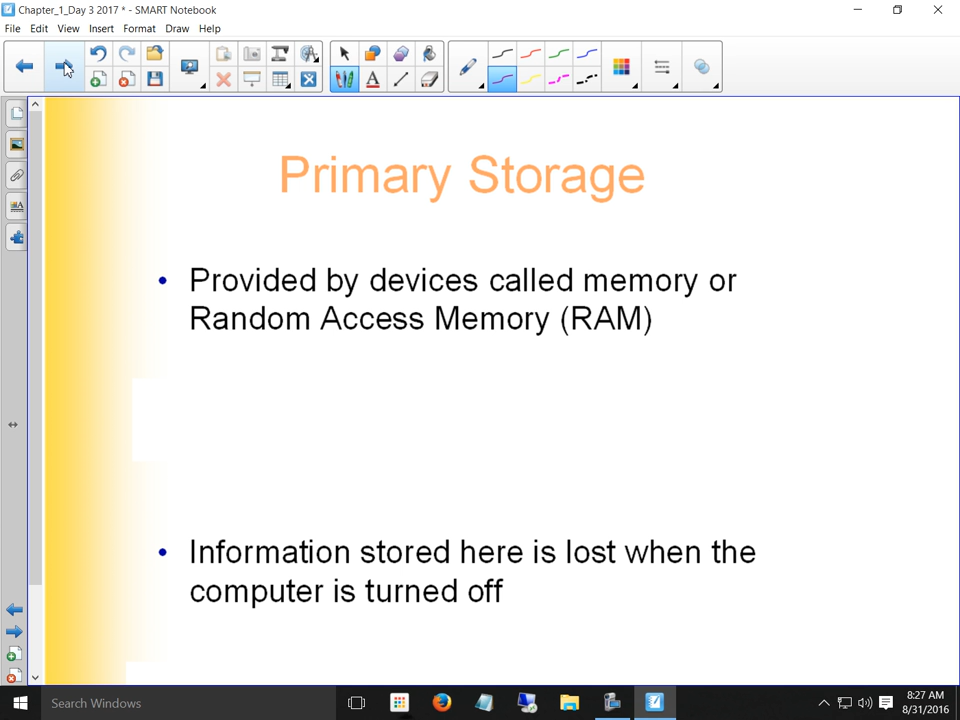 Chapter_1_Day 3 2017 * - SMART Notebook
File Edit View Insert Format Draw Help
Primary Storage
• Provided by devices called memory or
Random Access Memory (RAM)
• Information stored here is lost when the
computer is turned off
Search Windows
8:27 AM
8/31/2016